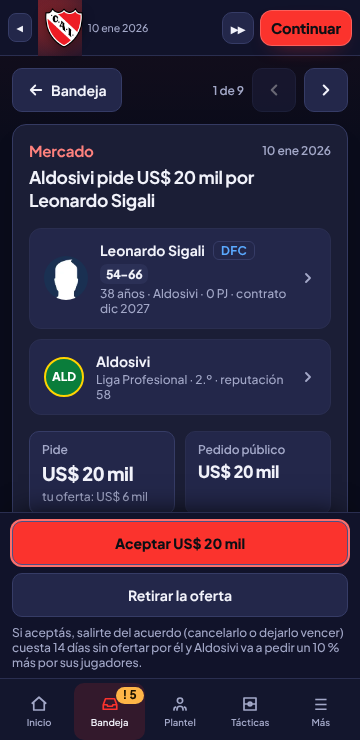 C.A.I.
10 ene 2026
Continuar
Bandeja
1 de 9
Mercado
10 ene 2026
Aldosivi pide US$ 20 mil por
Leonardo Sigali
Leonardo Sigali DFC
54-66
38 años · Aldosivi · 0 PJ · contrato
dic 2027
ALD
Aldosivi
Liga Profesional · 2.º · reputación
58
Pide
US$ 20 mil
tu oferta: US$ 6 mil
Pedido público
US$ 20 mil
Aceptar US$ 20 mil
Retirar la oferta
Si aceptás, salirte del acuerdo (cancelarlo o dejarlo vencer)
cuesta 14 días sin ofertar por él y Aldosivi va a pedir un 10 %
más por sus jugadores.
! 5
Inicio
Bandeja
Plantel
Tácticas
Más